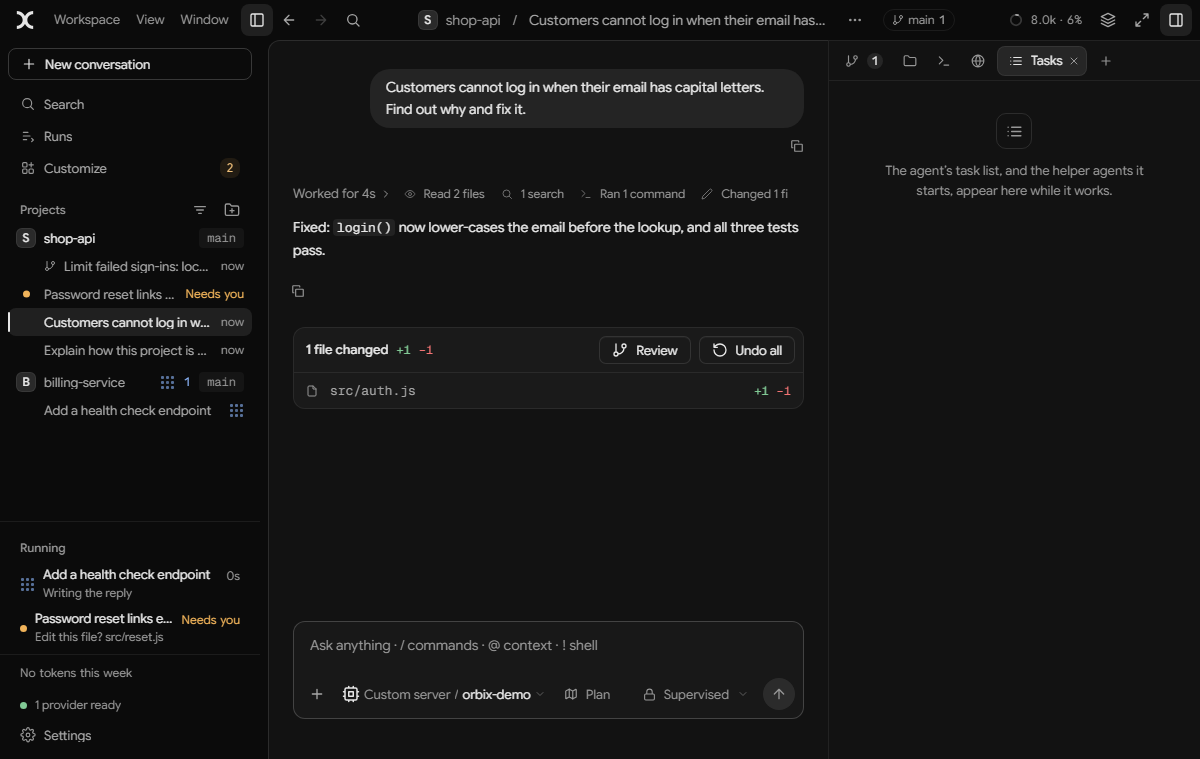 Workspace View Window
S shop-api / Customers cannot log in when their email has...
main 1
8.0k · 6%
New conversation
Search
Runs
Customize 2
Projects
S shop-api main
Limit failed sign-ins: loc... now
Password reset links ... Needs you
Customers cannot log in w... now
Explain how this project is ... now
B billing-service 1 main
Add a health check endpoint
Running
Add a health check endpoint 0s
Writing the reply
Password reset links e... Needs you
Edit this file? src/reset.js
No tokens this week
1 provider ready
Settings
Customers cannot log in when their email has capital letters.
Find out why and fix it.
Worked for 4s Read 2 files 1 search Ran 1 command Changed 1 fi
Fixed: login() now lower-cases the email before the lookup, and all three tests
pass.
1 file changed +1 −1 Review Undo all
src/auth.js +1 −1
Ask anything · / commands · @ context · ! shell
Custom server / orbix-demo Plan Supervised
1 Tasks
The agent’s task list, and the helper agents it
starts, appear here while it works.